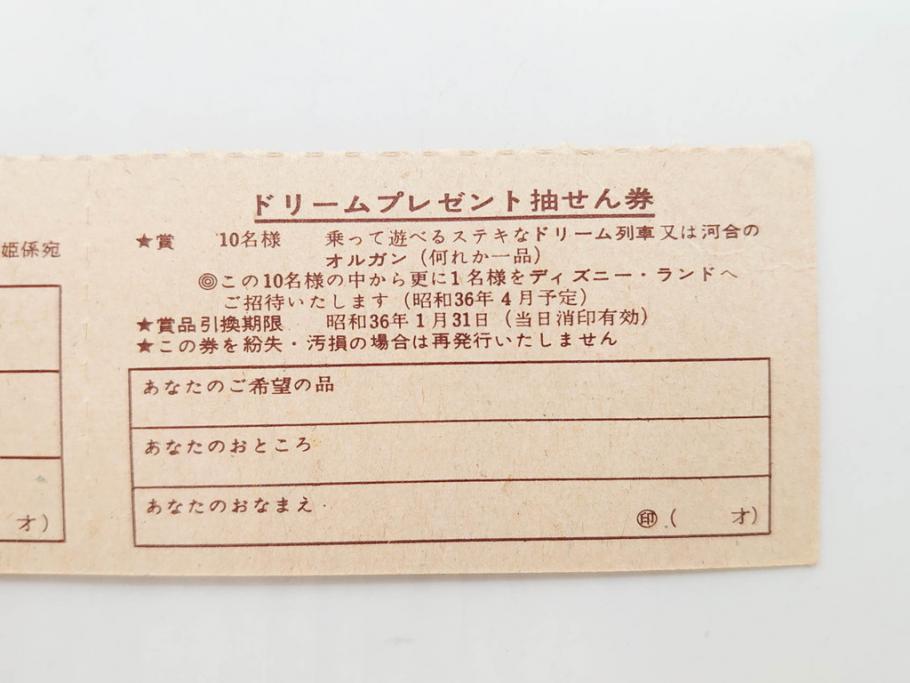 ドリームプレゼント抽せん券
★賞 10名様 乗って遊べるステキなドリーム列車又は河合の
オルガン（何れか一品）
◎この10名様の中から更に1名様をディズニー・ランドへ
ご招待いたします（昭和36年4月予定）
★賞品引換期限 昭和36年1月31日（当日消印有効）
★この券を紛失・汚損の場合は再発行いたしません
あなたのご希望の品
あなたのおところ
あなたのおなまえ
㊞（ 才）
姫係宛
才）